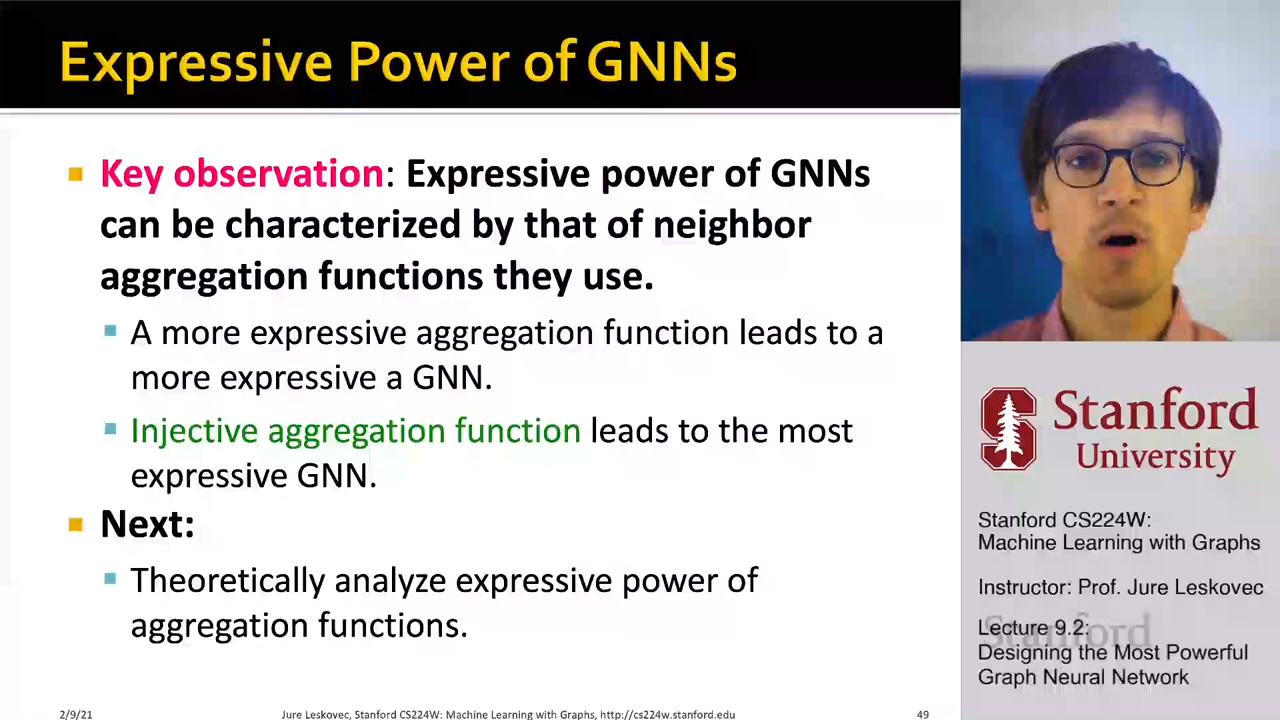 Expressive Power of GNNs
Key observation: Expressive power of GNNs
can be characterized by that of neighbor
aggregation functions they use.
A more expressive aggregation function leads to a
more expressive a GNN.
Injective aggregation function leads to the most
expressive GNN.
Next:
Theoretically analyze expressive power of
aggregation functions.
2/9/21
Jure Leskovec, Stanford CS224W: Machine Learning with Graphs, http://cs224w.stanford.edu
49
Stanford
University
Stanford CS224W:
Machine Learning with Graphs
Instructor: Prof. Jure Leskovec
Stanford
Lecture 9.2:
Designing the Most Powerful
Graph Neural Network